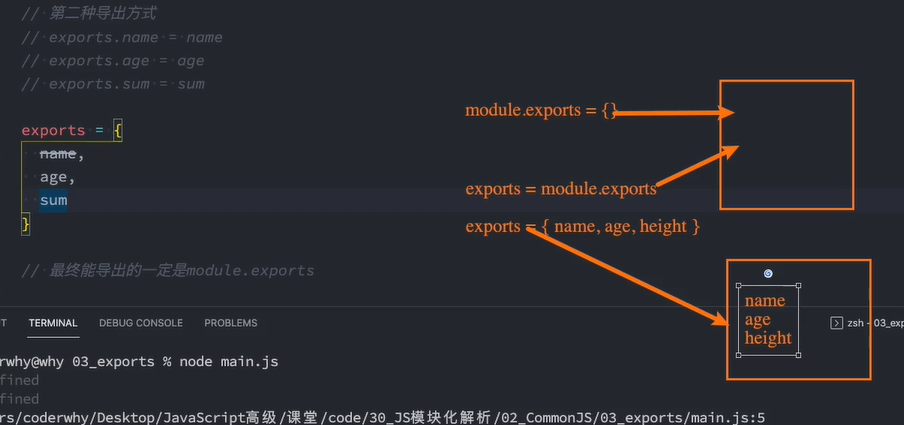 // 第二种导出方式
// exports.name = name
// exports.age = age
// exports.sum = sum
exports = {
name,
age,
sum
}
// 最终能导出的一定是module.exports
module.exports = {}
exports = module.exports
exports = { name, age, height }
name
age
height
T TERMINAL DEBUG CONSOLE PROBLEMS
zsh - 03_exp
rwhy@why 03_exports % node main.js
fined
fined
rs/coderwhy/Desktop/JavaScript高级/课堂/code/30_JS模块化解析/02_CommonJS/03_exports/main.js:5